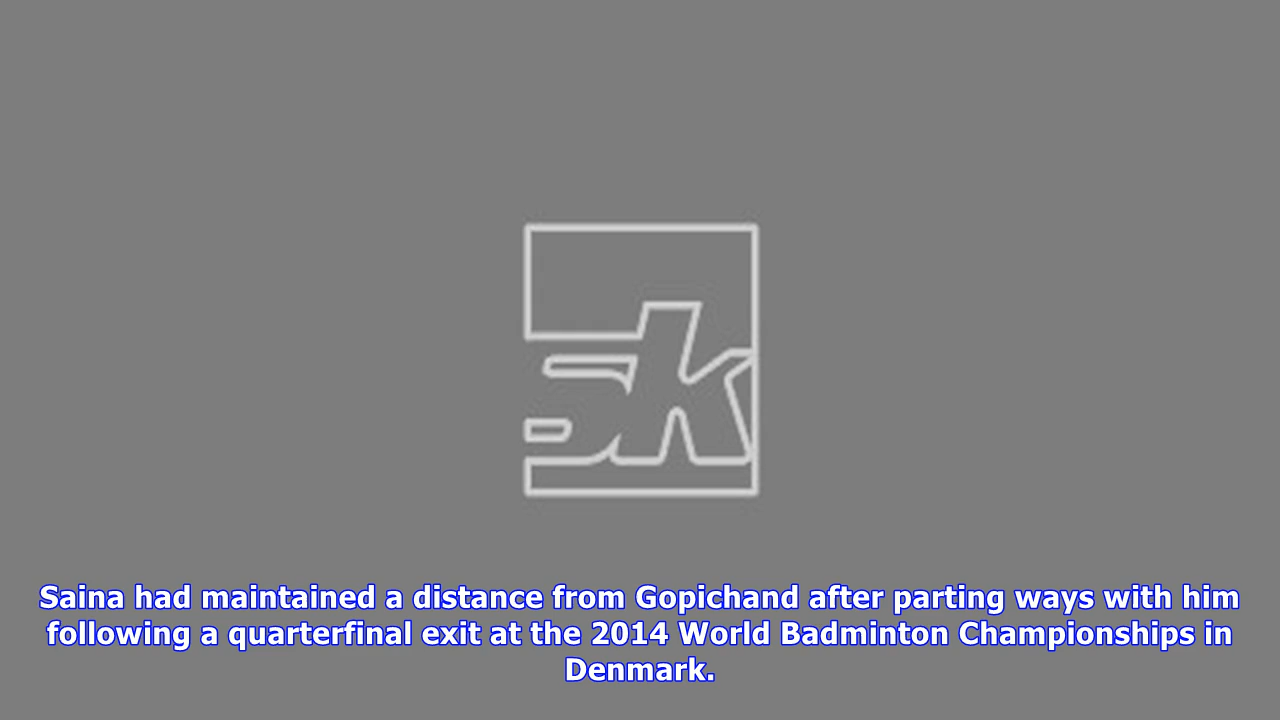 sk
Saina had maintained a distance from Gopichand after parting ways with him
following a quarterfinal exit at the 2014 World Badminton Championships in
Denmark.